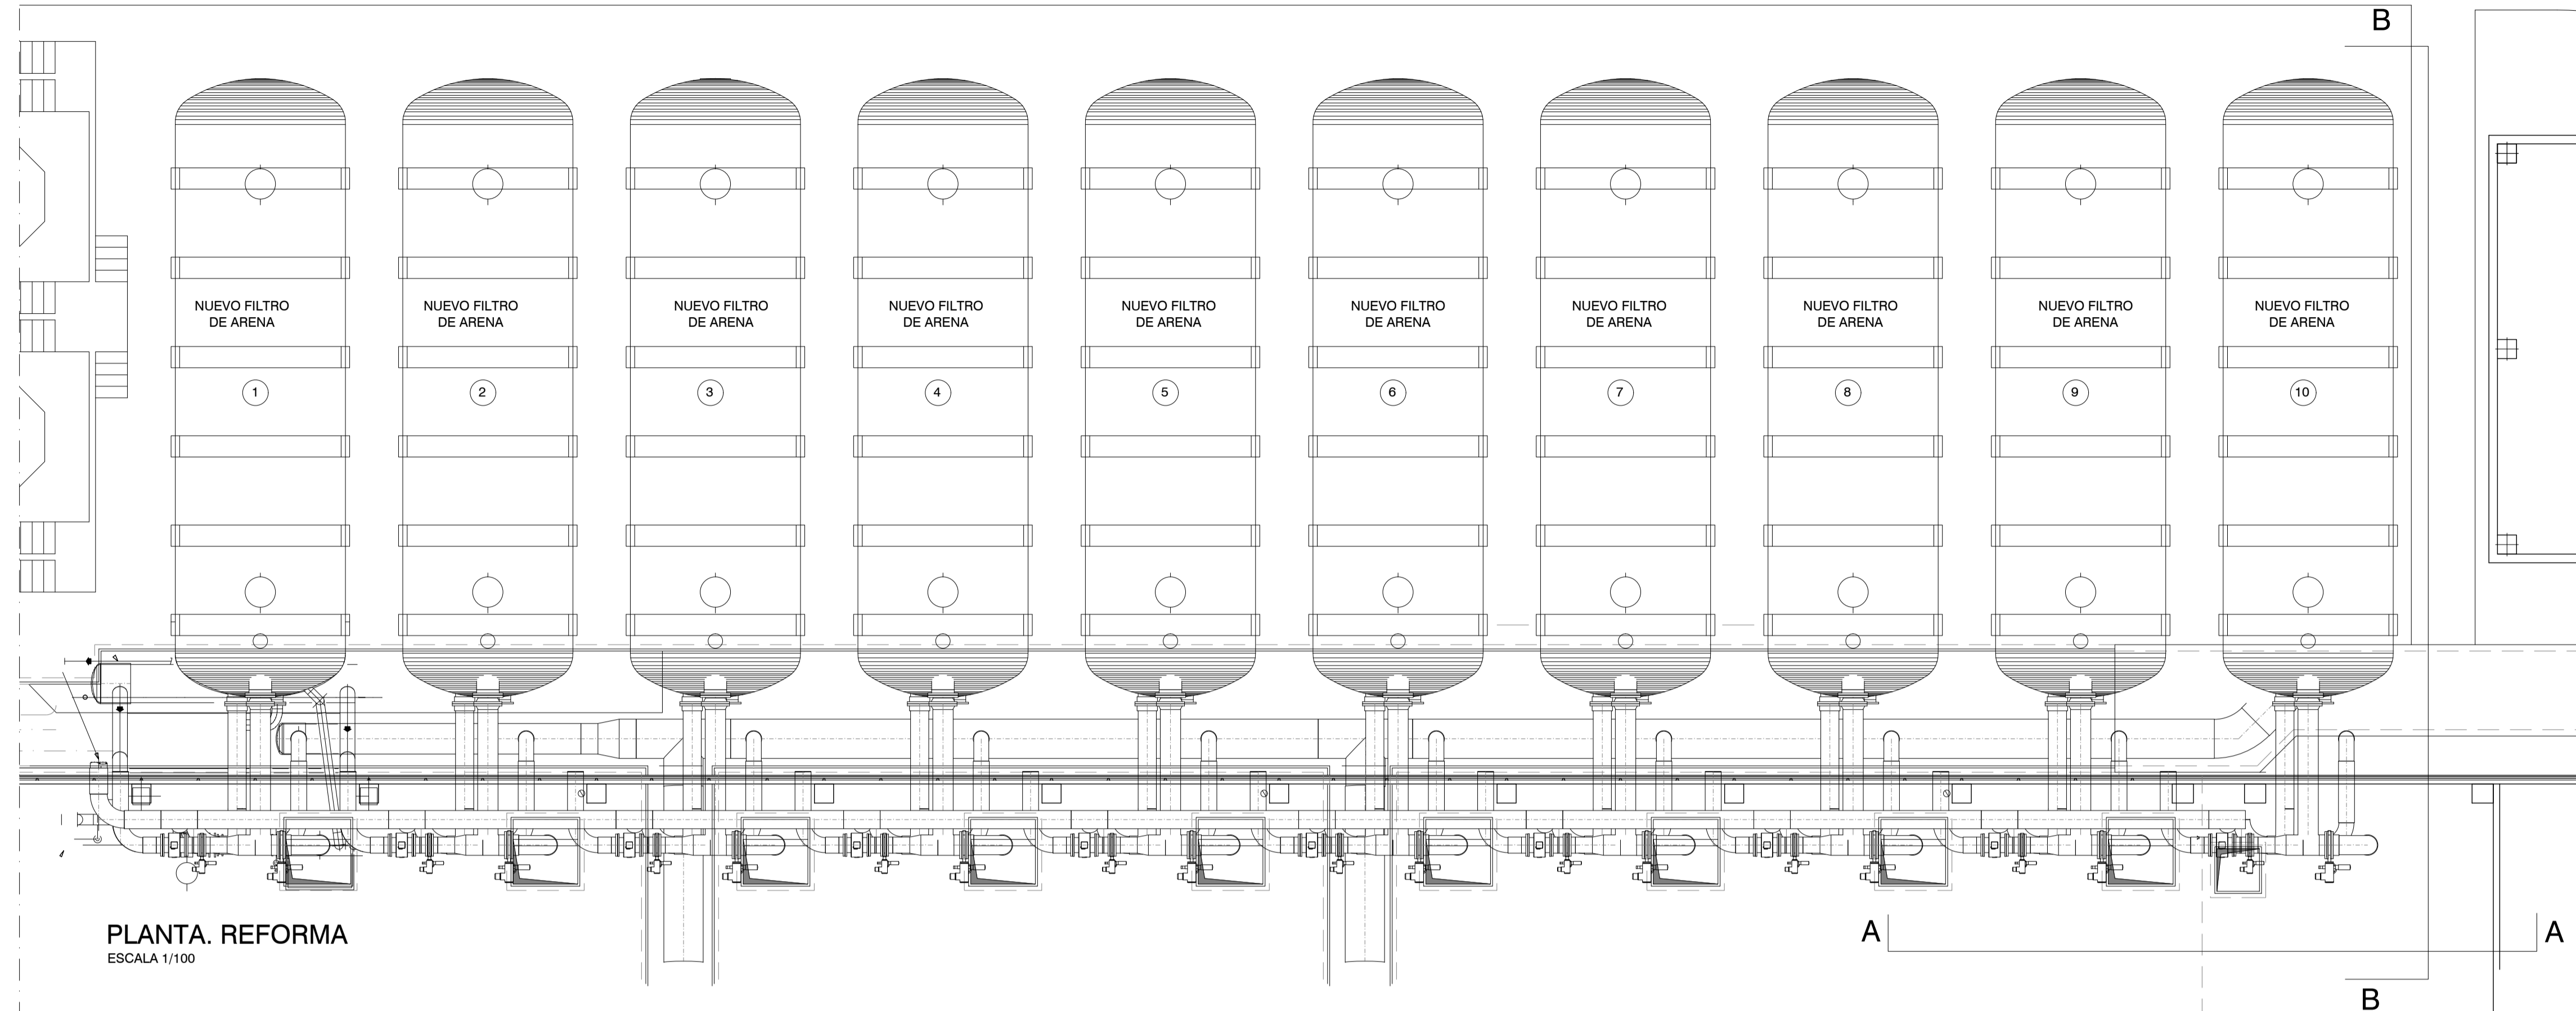 B
NUEVO FILTRO
DE ARENA
NUEVO FILTRO
DE ARENA
NUEVO FILTRO
DE ARENA
NUEVO FILTRO
DE ARENA
NUEVO FILTRO
DE ARENA
NUEVO FILTRO
DE ARENA
NUEVO FILTRO
DE ARENA
NUEVO FILTRO
DE ARENA
NUEVO FILTRO
DE ARENA
NUEVO FILTRO
DE ARENA
1
2
3
4
5
6
7
8
9
10
PLANTA. REFORMA
ESCALA 1/100
A
A
B